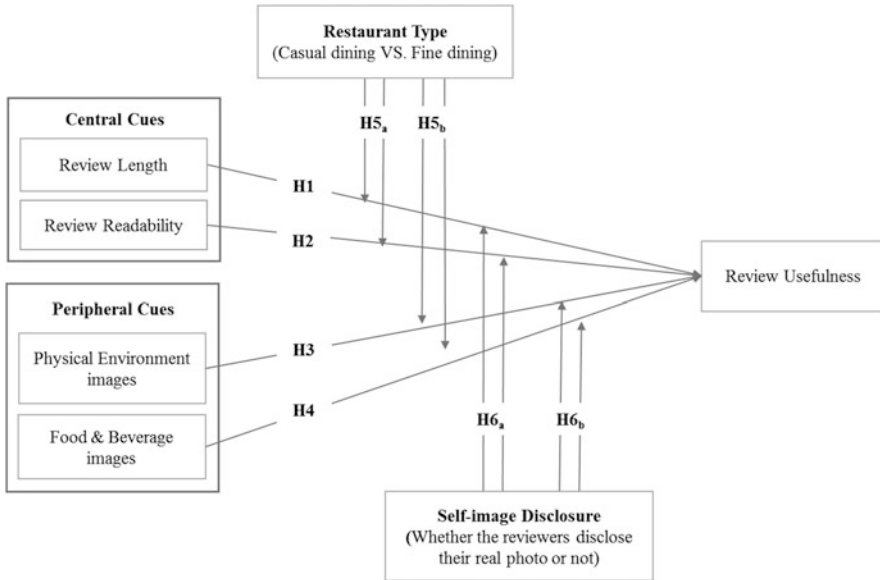 Restaurant Type
(Casual dining VS. Fine dining)
H5a
H5b
Central Cues
Review Length
Review Readability
H1
H2
Review Usefulness
Peripheral Cues
Physical Environment
images
Food & Beverage
images
H3
H4
H6a
H6b
Self-image Disclosure
(Whether the reviewers disclose
their real photo or not)